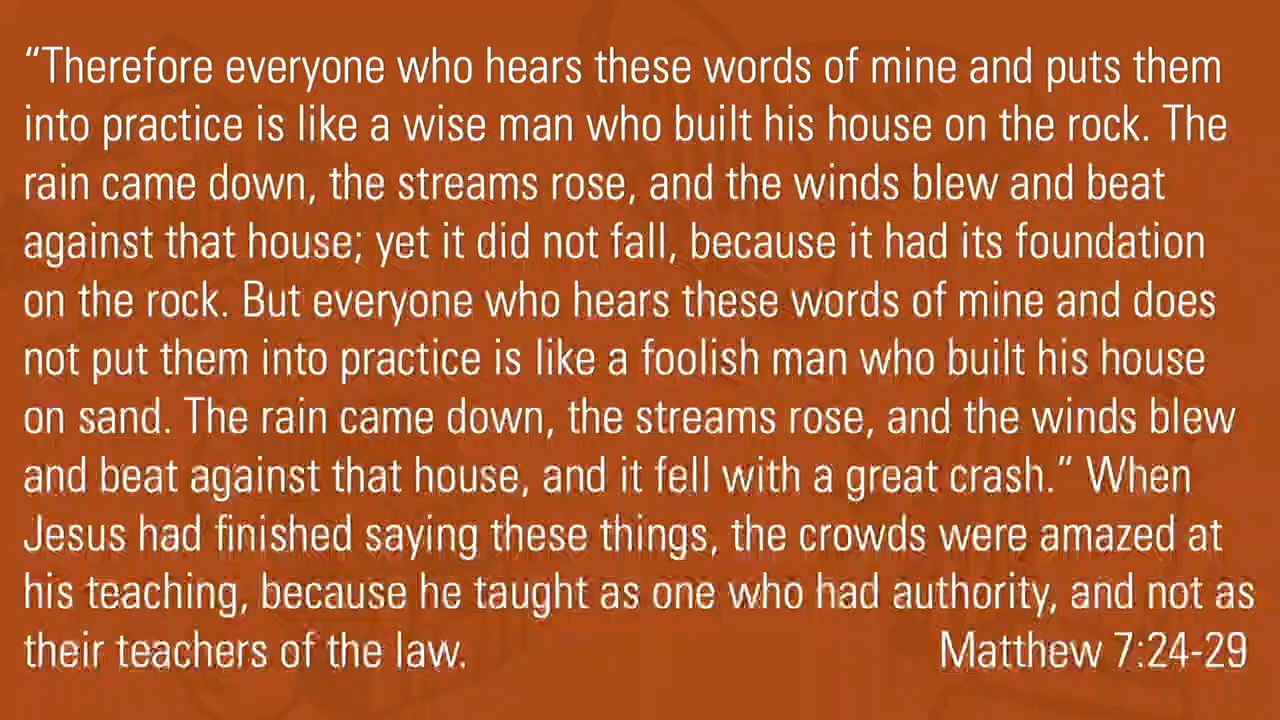 “Therefore everyone who hears these words of mine and puts them
into practice is like a wise man who built his house on the rock. The
rain came down, the streams rose, and the winds blew and beat
against that house; yet it did not fall, because it had its foundation
on the rock. But everyone who hears these words of mine and does
not put them into practice is like a foolish man who built his house
on sand. The rain came down, the streams rose, and the winds blew
and beat against that house, and it fell with a great crash.” When
Jesus had finished saying these things, the crowds were amazed at
his teaching, because he taught as one who had authority, and not as
their teachers of the law. Matthew 7:24-29